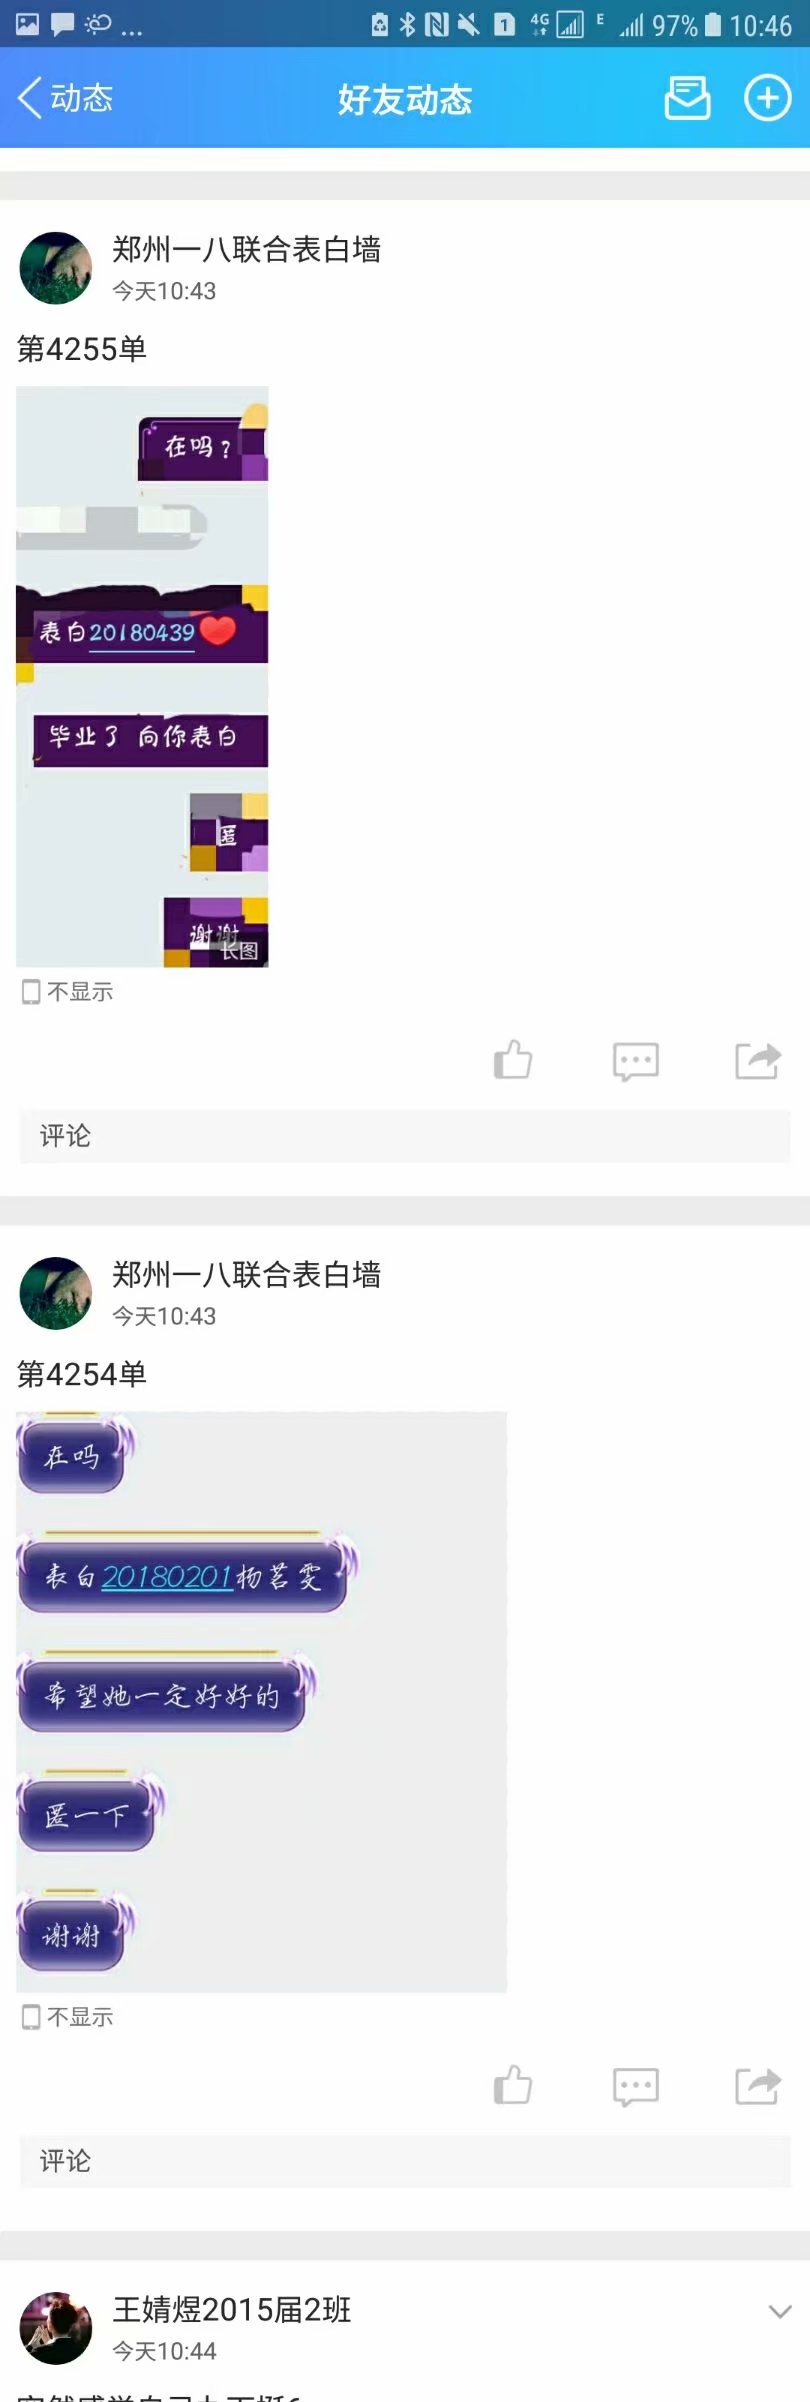 4G E 97% 10:46
动态 好友动态
郑州一八联合表白墙
今天10:43
第4255单
在吗?
表白20180439
毕业了 向你表白
匿
谢谢
长图
不显示
评论
郑州一八联合表白墙
今天10:43
第4254单
在吗
表白20180201杨茗雯
希望她一定好好的
匿一下
谢谢
不显示
评论
王婧煜2015届2班
今天10:44